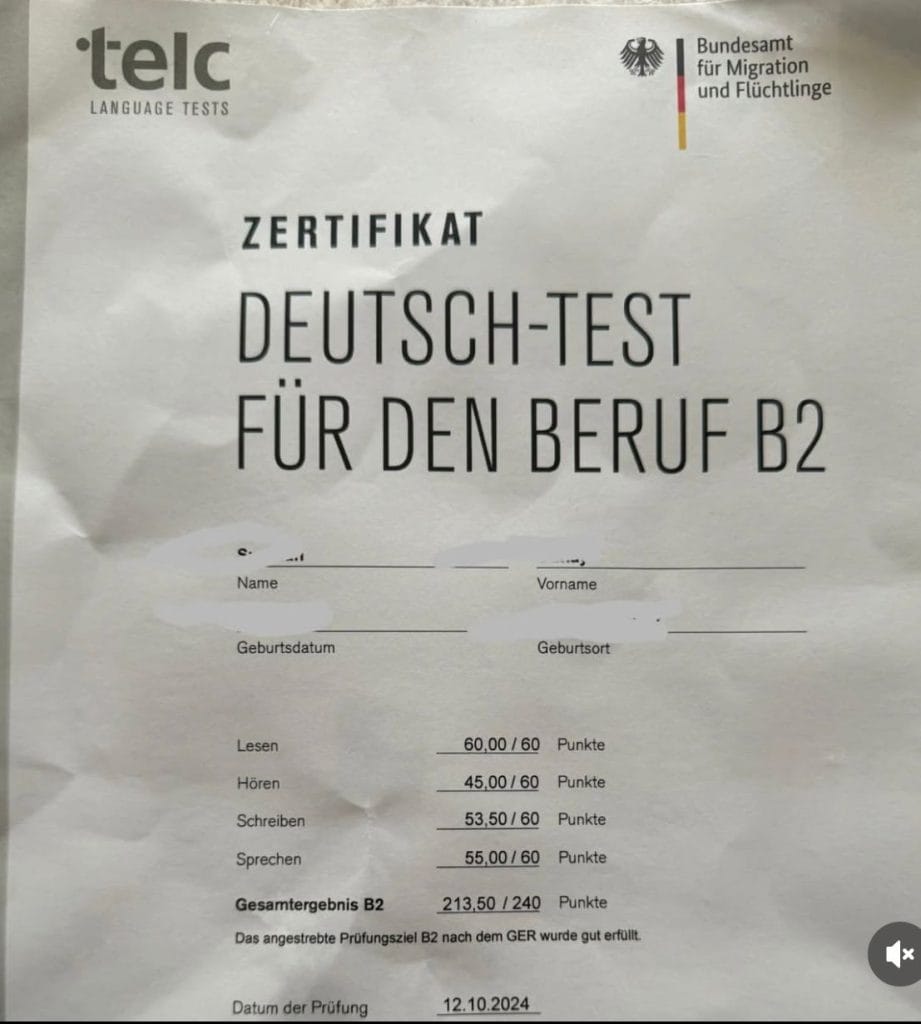 telc
LANGUAGE TESTS
Bundesamt
für Migration
und Flüchtlinge
ZERTIFIKAT
DEUTSCH-TEST
FÜR DEN BERUF B2
Name Vorname
Geburtsdatum Geburtsort
Lesen 60,00 / 60 Punkte
Hören 45,00 / 60 Punkte
Schreiben 53,50 / 60 Punkte
Sprechen 55,00 / 60 Punkte
Gesamtergebnis B2 213,50 / 240 Punkte
Das angestrebte Prüfungsziel B2 nach dem GER wurde gut erfüllt.
Datum der Prüfung 12.10.2024